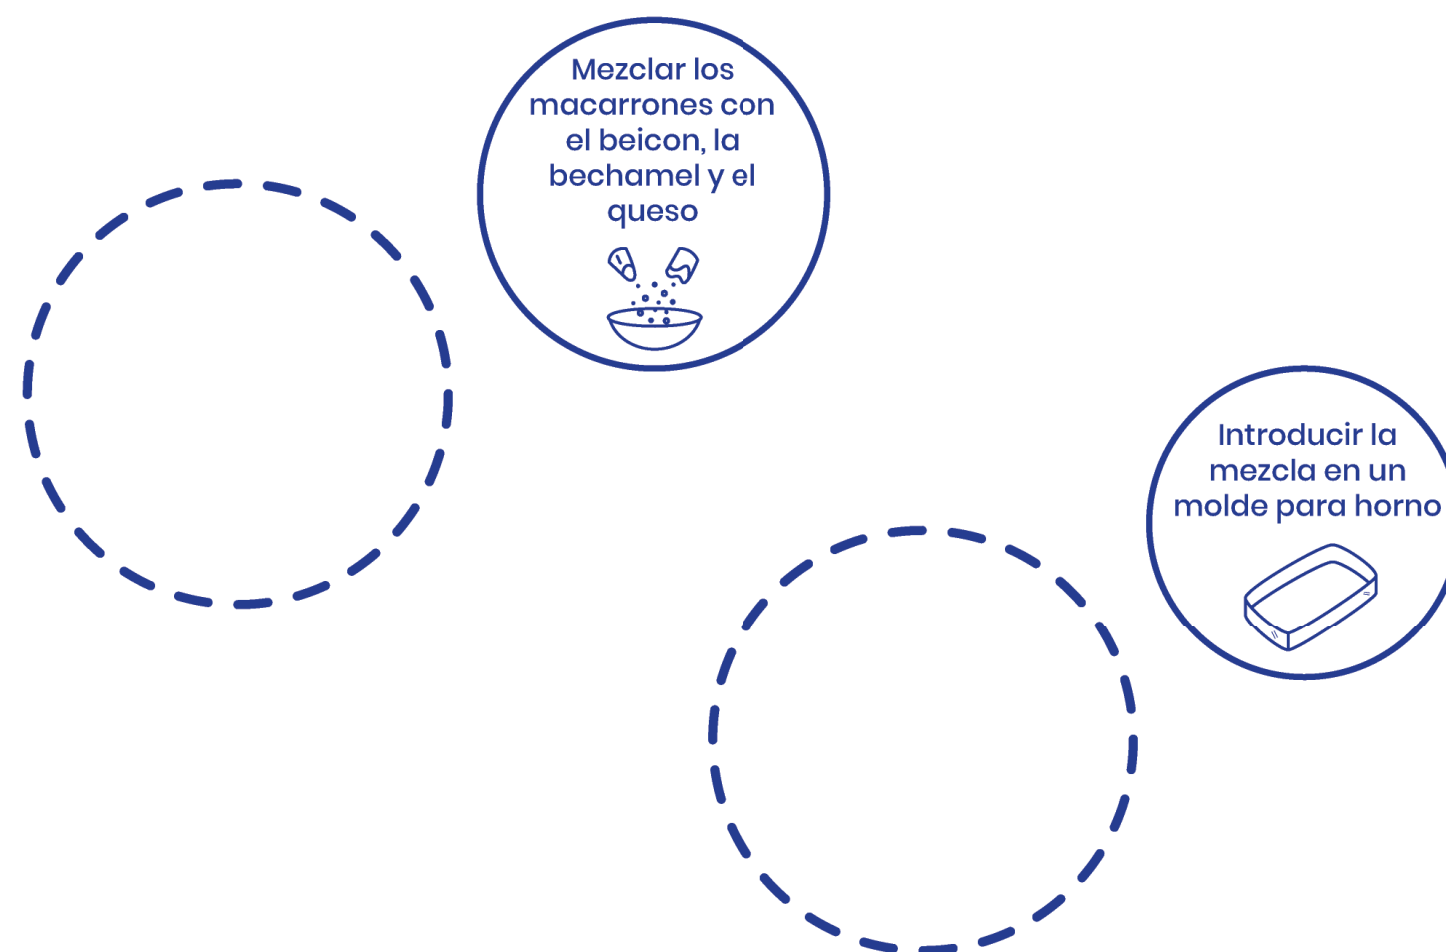 Mezclar los
macarrones con
el beicon, la
bechamel y el
queso
Introducir la
mezcla en un
molde para horno